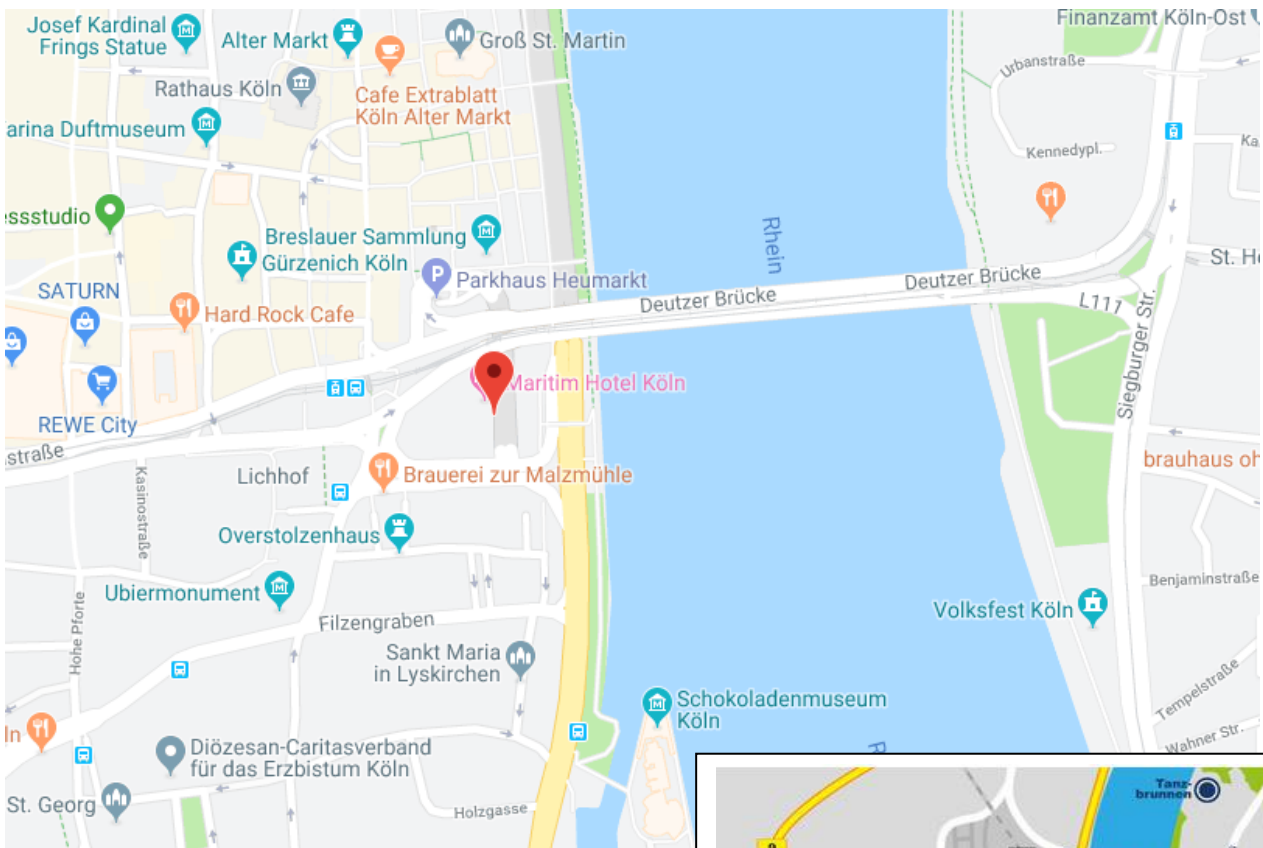 Josef Kardinal
Frings Statue
Alter Markt
Groß St. Martin
Finanzamt Köln-Ost
Rathaus Köln
Cafe Extrablatt
Köln Alter Markt
Urbanstraße
arina Duftmuseum
Kennedypl.
Ka
essstudio
Breslauer Sammlung
Gürzenich Köln
Rhein
St. He
P
Parkhaus Heumarkt
Deutzer Brücke
Deutzer Brücke
SATURN
Hard Rock Cafe
L111
Siegburger Str.
Maritim Hotel Köln
REWE City
straße
Lichhof
Brauerei zur Malzmühle
brauhaus oh
Kasinostraße
Overstolzenhaus
Ubiermonument
Benjaminstraße
Volksfest Köln
Filzengraben
Hohe Pforte
Sankt Maria
in Lyskirchen
Tempelstraße
Schokoladenmuseum
Köln
ln
Wahner Str.
Diözesan-Caritasverband
für das Erzbistum Köln
R
St. Georg
Holzgasse
Tanz-
brunnen